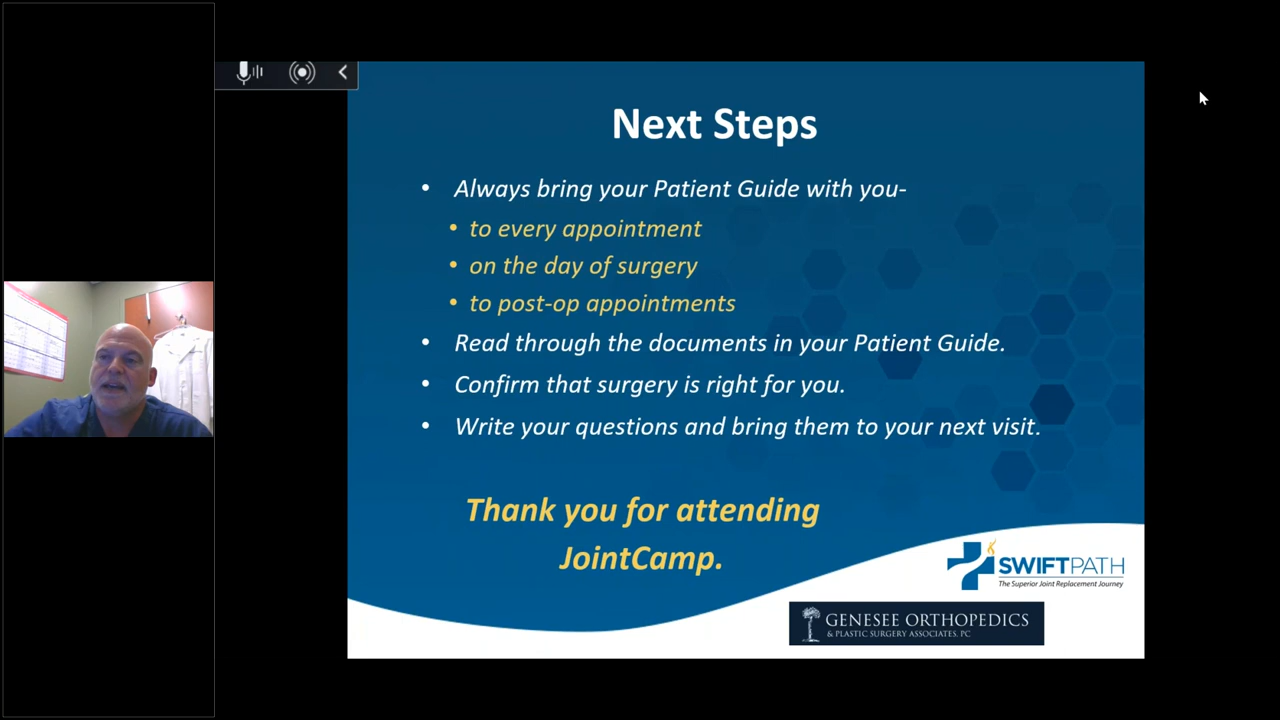 Next Steps
• Always bring your Patient Guide with you-
• to every appointment
• on the day of surgery
• to post-op appointments
• Read through the documents in your Patient Guide.
• Confirm that surgery is right for you.
• Write your questions and bring them to your next visit.
Thank you for attending
JointCamp.
SWIFTPATH
The Superior Joint Replacement Journey
GENESEE ORTHOPEDICS
& PLASTIC SURGERY ASSOCIATES, PC